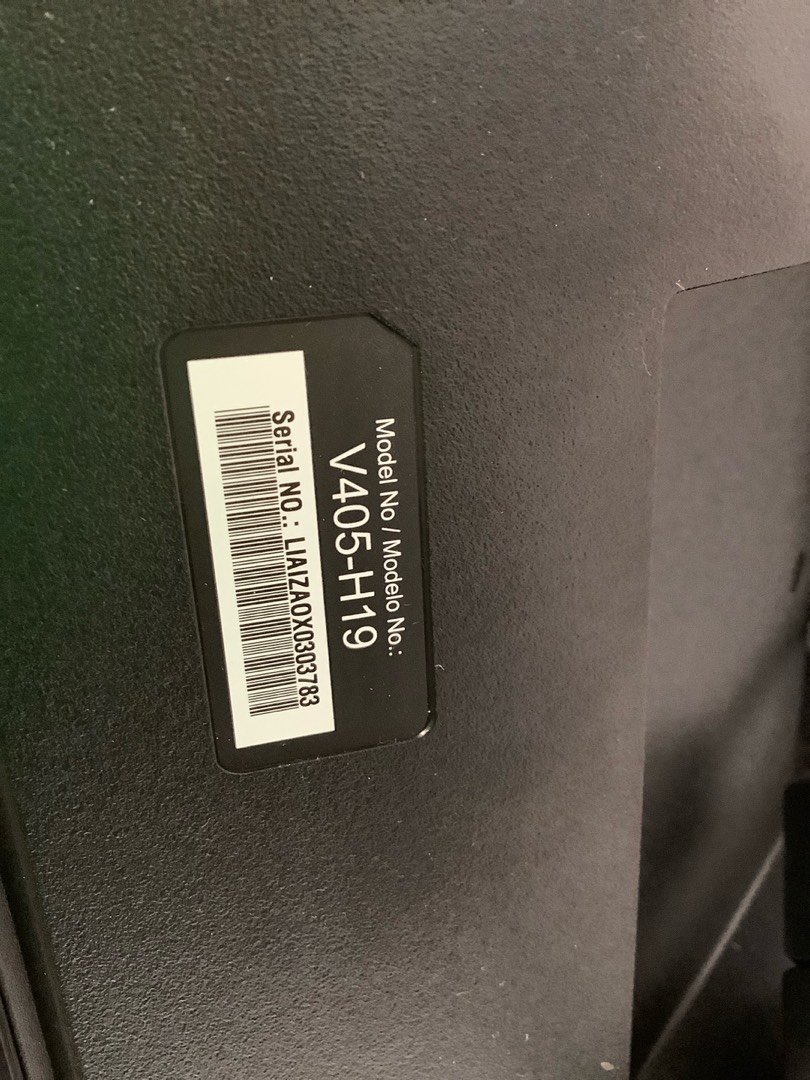 Model No / Modelo No.:
V405-H19
Serial NO.: LIAIZAOX0303783